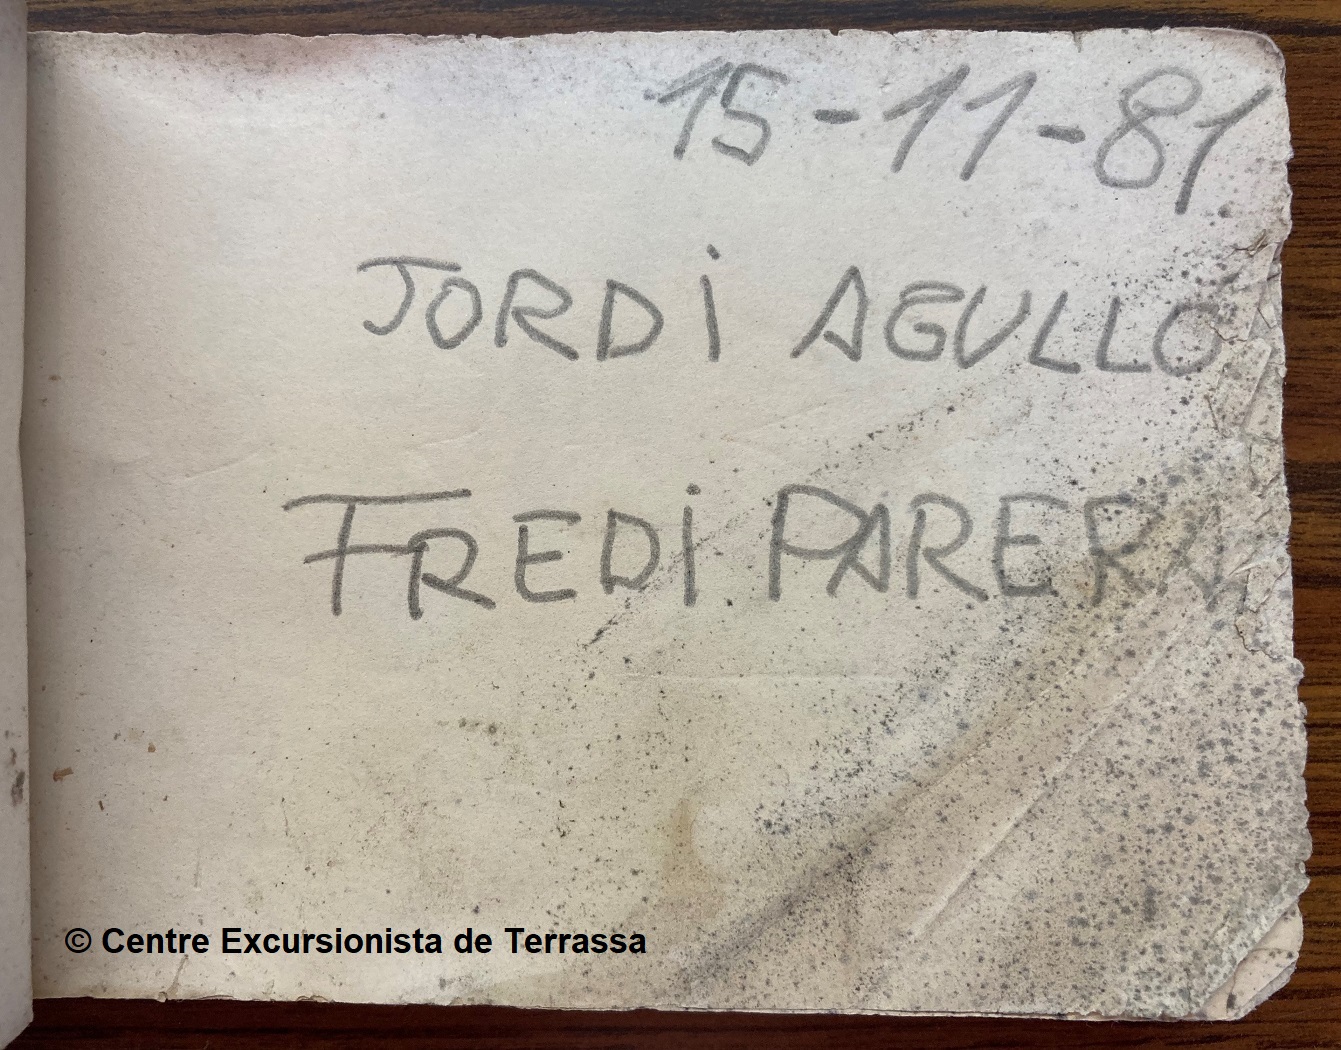 15-11-81.
JORDi AGULLO
FREDi PARERA
© Centre Excursionista de Terrassa